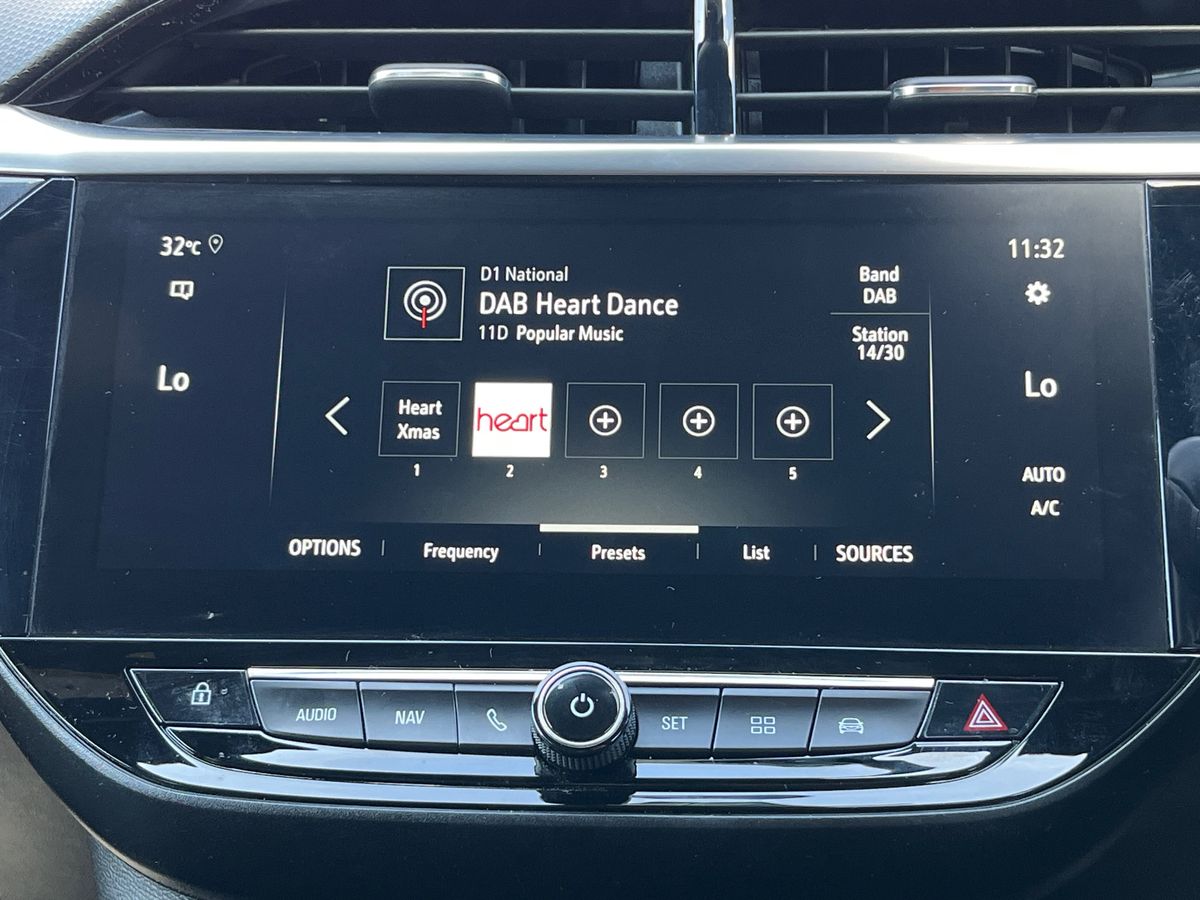 32°C
11:32
D1 National
DAB Heart Dance
11D Popular Music
Band
DAB
Station
14/30
Lo
Lo
Heart
Xmas
heart
1
2
3
4
5
AUTO
A/C
OPTIONS
Frequency
Presets
List
SOURCES
AUDIO
NAV
SET